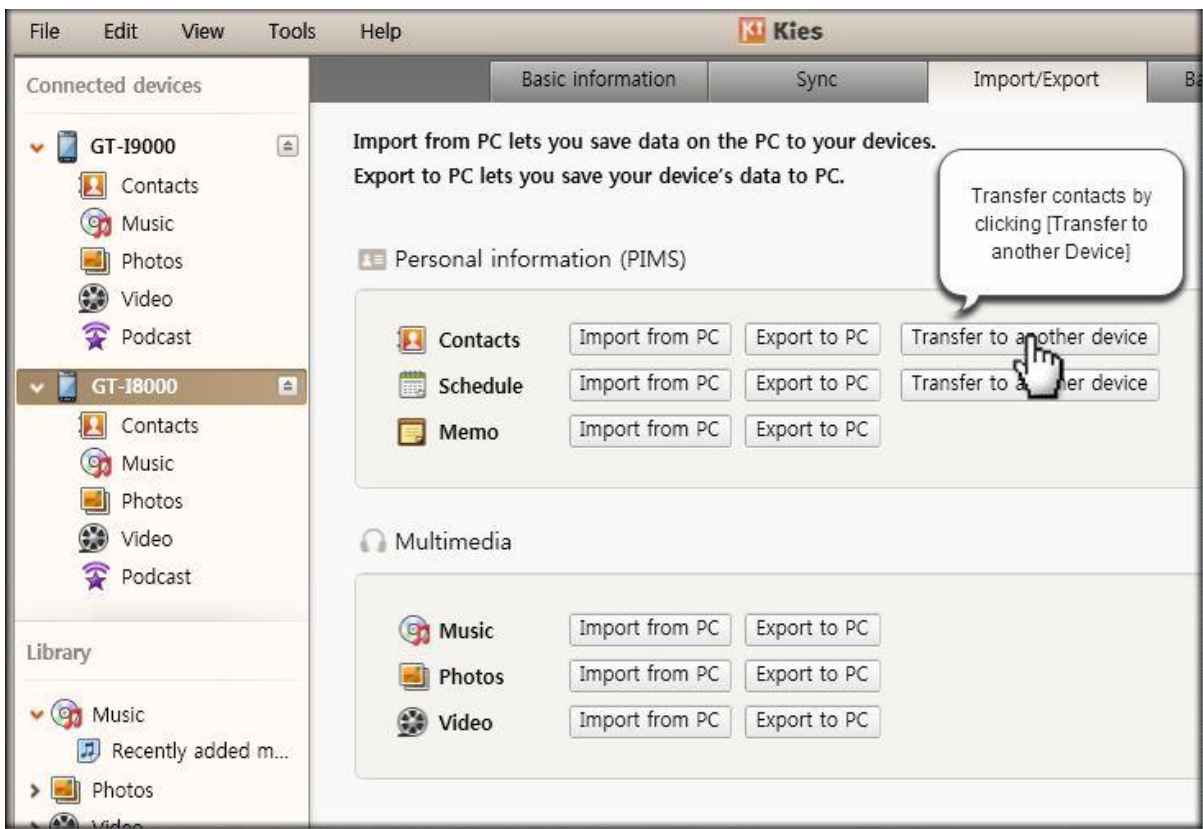 File Edit View Tools Help Kies
Connected devices
GT-I9000
Contacts
Music
Photos
Video
Podcast
GT-I8000
Contacts
Music
Photos
Video
Podcast
Library
Music
Recently added m...
Photos
Video
Basic information Sync Import/Export Ba
Import from PC lets you save data on the PC to your devices.
Export to PC lets you save your device's data to PC.
Transfer contacts by
clicking [Transfer to
another Device]
Personal information (PIMS)
Contacts Import from PC Export to PC Transfer to another device
Schedule Import from PC Export to PC Transfer to another device
Memo Import from PC Export to PC
Multimedia
Music Import from PC Export to PC
Photos Import from PC Export to PC
Video Import from PC Export to PC